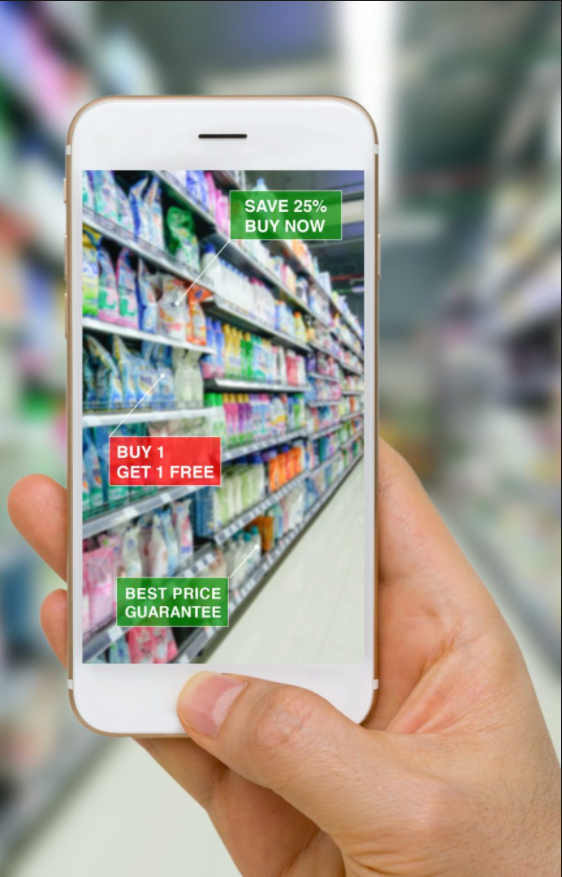 SAVE 25%
BUY NOW
BUY 1
GET 1 FREE
BEST PRICE
GUARANTEE